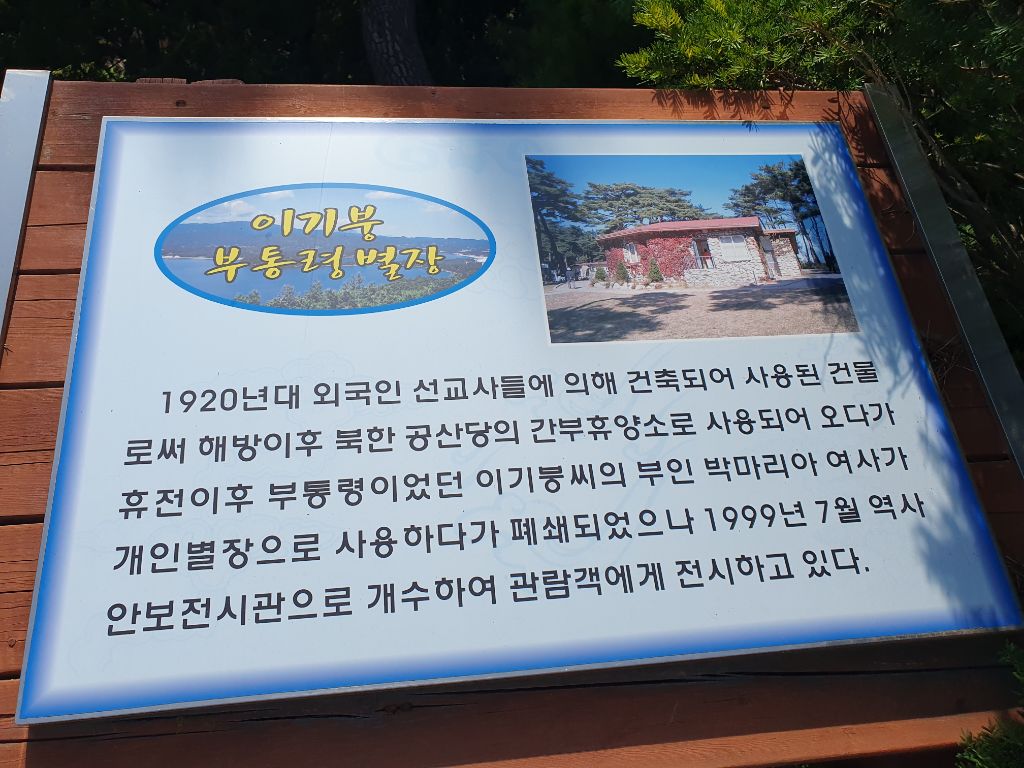 이기붕
부통령 별장
1920년대 외국인 선교사들에 의해 건축되어 사용된 건물
로써 해방이후 북한 공산당의 간부휴양소로 사용되어 오다가
휴전이후 부통령이었던 이기붕씨의 부인 박마리아 여사가
개인별장으로 사용하다가 폐쇄되었으나 1999년 7월 역사
안보전시관으로 개수하여 관람객에게 전시하고 있다.